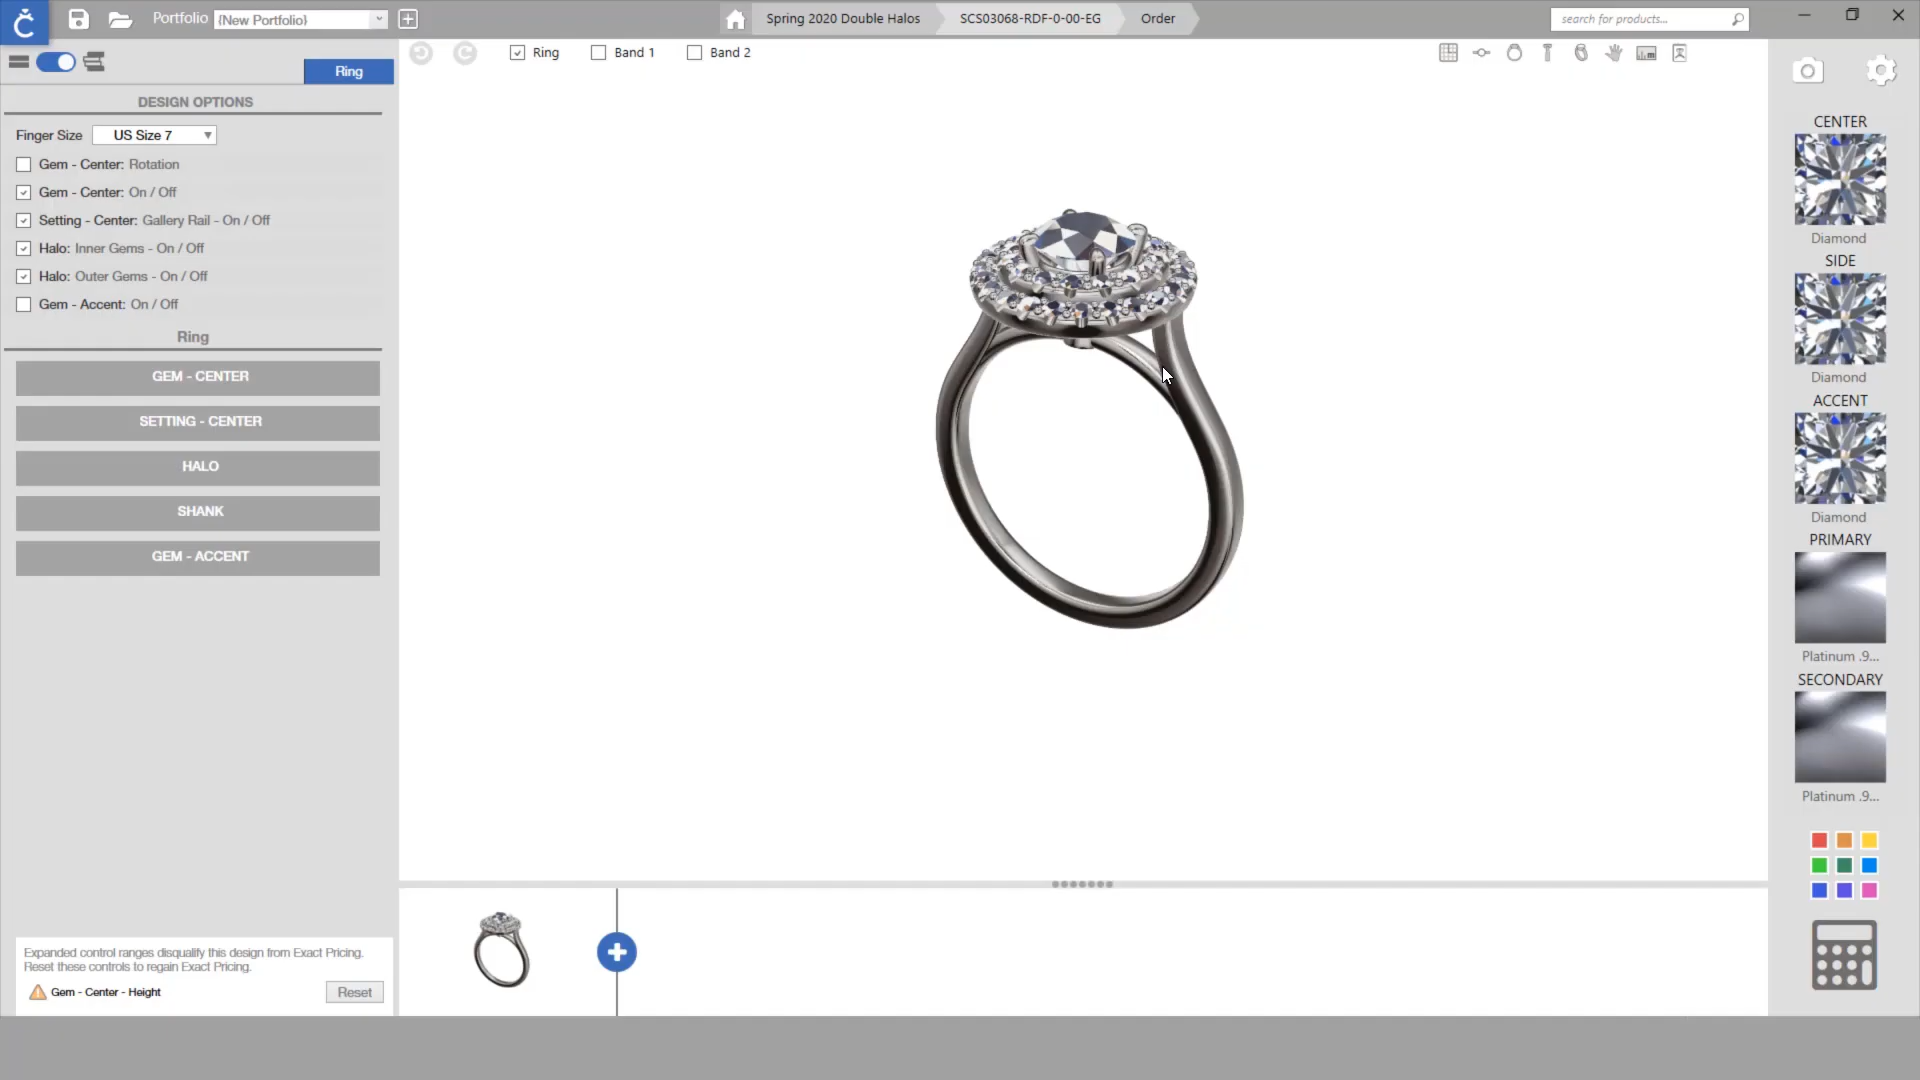 Portfolio {New Portfolio}
Spring 2020 Double Halos SCS03068-RDF-0-00-EG Order
search for products...
Ring Band 1 Band 2
Ring
DESIGN OPTIONS
Finger Size US Size 7
Gem - Center: Rotation
Gem - Center: On / Off
Setting - Center: Gallery Rail - On / Off
Halo: Inner Gems - On / Off
Halo: Outer Gems - On / Off
Gem - Accent: On / Off
Ring
GEM - CENTER
SETTING - CENTER
HALO
SHANK
GEM - ACCENT
Expanded control ranges disqualify this design from Exact Pricing.
Reset these controls to regain Exact Pricing.
Gem - Center - Height Reset
CENTER
Diamond
SIDE
Diamond
ACCENT
Diamond
PRIMARY
Platinum .9...
SECONDARY
Platinum .9...